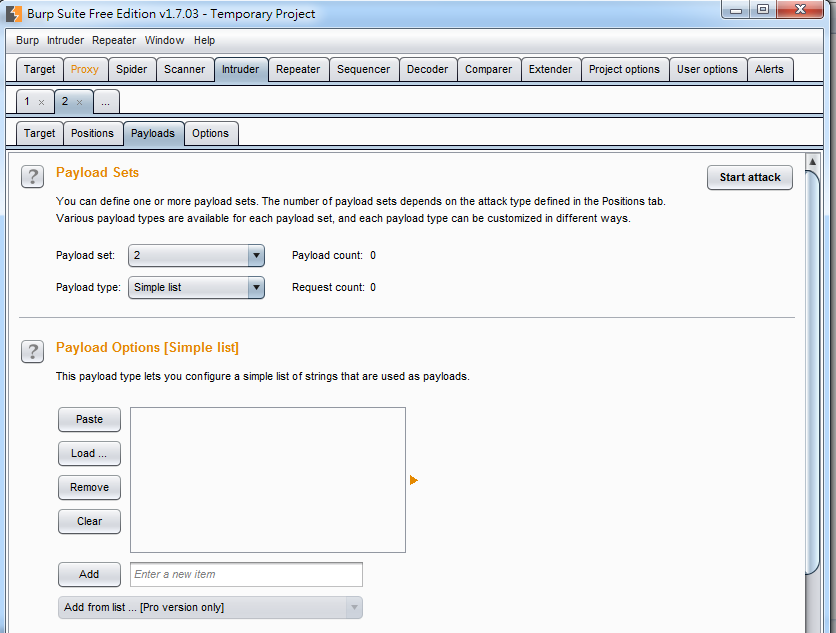 Burp Suite Free Edition v1.7.03 - Temporary Project
Burp Intruder Repeater Window Help
Target Proxy Spider Scanner Intruder Repeater Sequencer Decoder Comparer Extender Project options User options Alerts
1 × 2 × ...
Target Positions Payloads Options
? Payload Sets Start attack
You can define one or more payload sets. The number of payload sets depends on the attack type defined in the Positions tab.
Various payload types are available for each payload set, and each payload type can be customized in different ways.
Payload set: 2 Payload count: 0
Payload type: Simple list Request count: 0
? Payload Options [Simple list]
This payload type lets you configure a simple list of strings that are used as payloads.
Paste
Load ...
Remove
Clear
Add Enter a new item
Add from list ... [Pro version only]